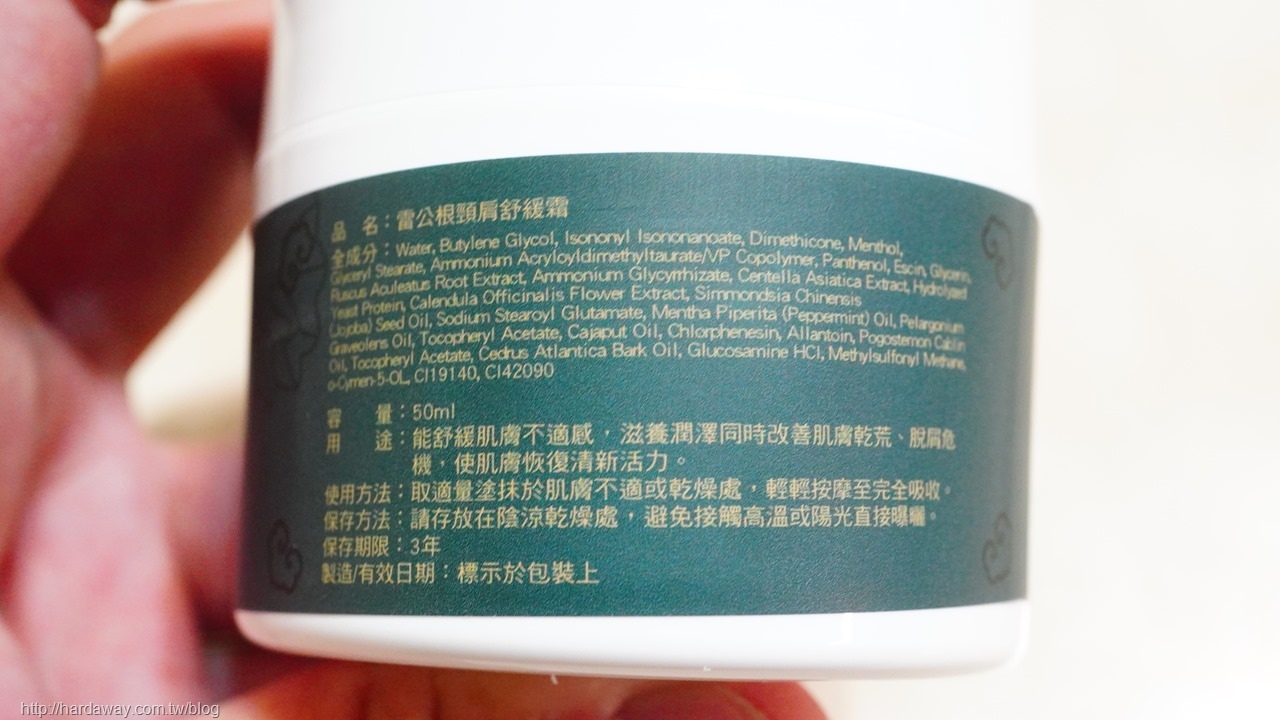 品　名：雷公根頸肩舒緩霜
全成分：Water, Butylene Glycol, Isononyl Isononanoate, Dimethicone, Menthol,
Glyceryl Stearate, Ammonium Acryloyldimethyltaurate/VP Copolymer, Panthenol, Escin, Glycerin,
Ruscus Aculeatus Root Extract, Ammonium Glycyrrhizate, Centella Asiatica Extract, Hydrolyzed
Yeast Protein, Calendula Officinalis Flower Extract, Simmondsia Chinensis
(Jojoba) Seed Oil, Sodium Stearoyl Glutamate, Mentha Piperita (Peppermint) Oil, Pelargonium
Graveolens Oil, Tocopheryl Acetate, Cajaput Oil, Chlorphenesin, Allantoin, Pogostemon Cablin
Oil, Tocopheryl Acetate, Cedrus Atlantica Bark Oil, Glucosamine HCl, Methylsulfonyl Methane,
o-Cymen-5-OL, CI19140, CI42090
容　量：50ml
用　途：能舒緩肌膚不適感，滋養潤澤同時改善肌膚乾荒、脫屑危
機，使肌膚恢復清新活力。
使用方法：取適量塗抹於肌膚不適或乾燥處，輕輕按摩至完全吸收。
保存方法：請存放在陰涼乾燥處，避免接觸高溫或陽光直接曝曬。
保存期限：3年
製造/有效日期：標示於包裝上
http://hardaway.com.tw/blog